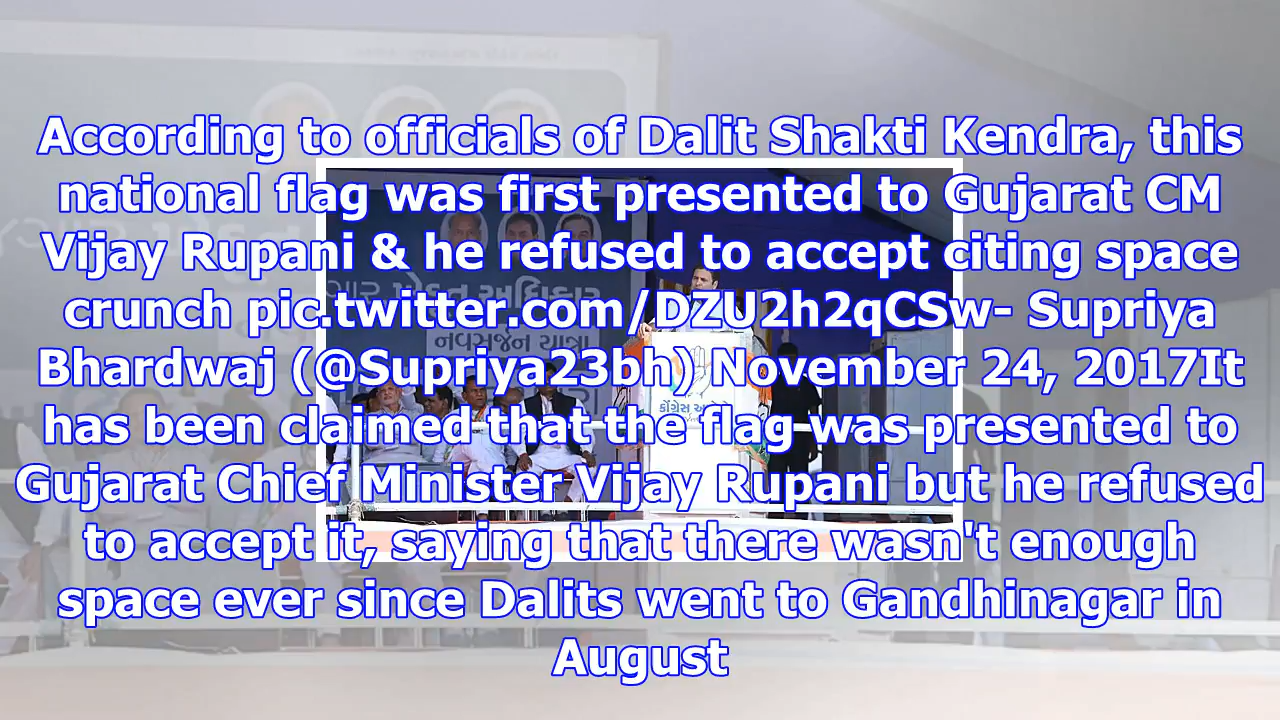 According to officials of Dalit Shakti Kendra, this
national flag was first presented to Gujarat CM
Vijay Rupani & he refused to accept citing space
crunch pic.twitter.com/DZU2h2qCSw- Supriya
Bhardwaj (@Supriya23bh) November 24, 2017It
has been claimed that the flag was presented to
Gujarat Chief Minister Vijay Rupani but he refused
to accept it, saying that there wasn't enough
space ever since Dalits went to Gandhinagar in
August
નવસર્જન યાત્રા